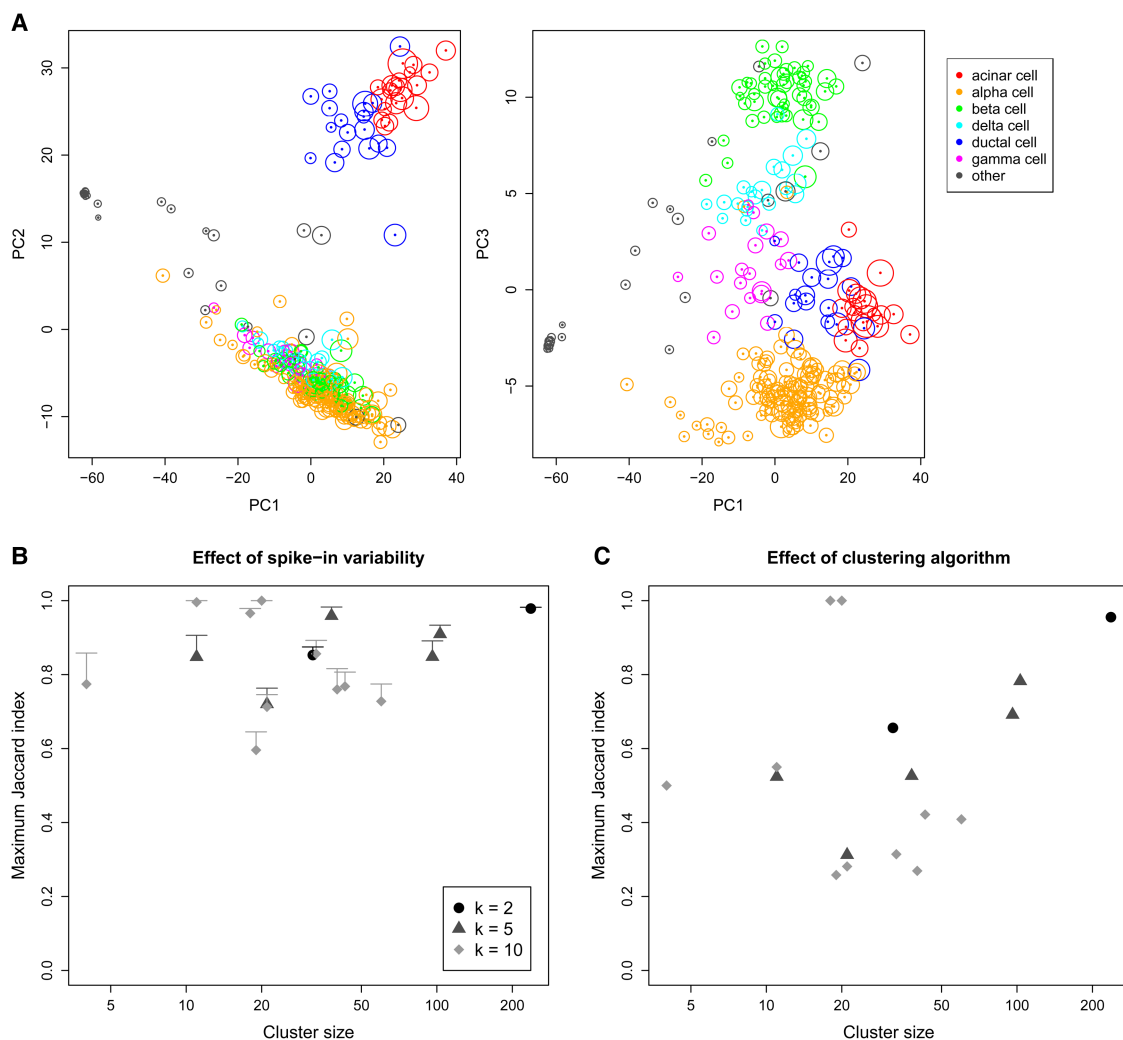 A
PC2
30
20
10
0
−10
−60 −40 −20 0 20 40
PC1
PC3
10
5
0
−5
−60 −40 −20 0 20 40
PC1
acinar cell
alpha cell
beta cell
delta cell
ductal cell
gamma cell
other
B
Effect of spike−in variability
Maximum Jaccard index
1.0
0.8
0.6
0.4
0.2
0.0
k = 2
k = 5
k = 10
5 10 20 50 100 200
Cluster size
C
Effect of clustering algorithm
Maximum Jaccard index
1.0
0.8
0.6
0.4
0.2
0.0
5 10 20 50 100 200
Cluster size